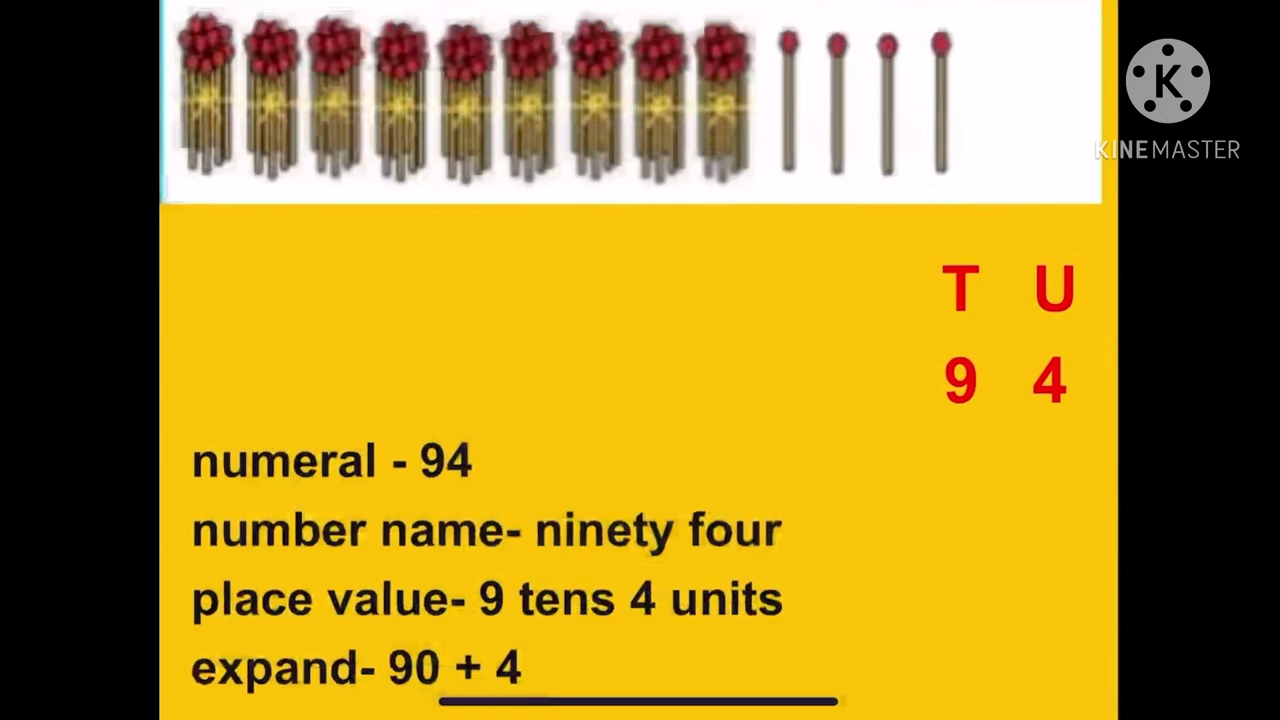 K
KINEMASTER
T U
9 4
numeral - 94
number name- ninety four
place value- 9 tens 4 units
expand- 90 + 4